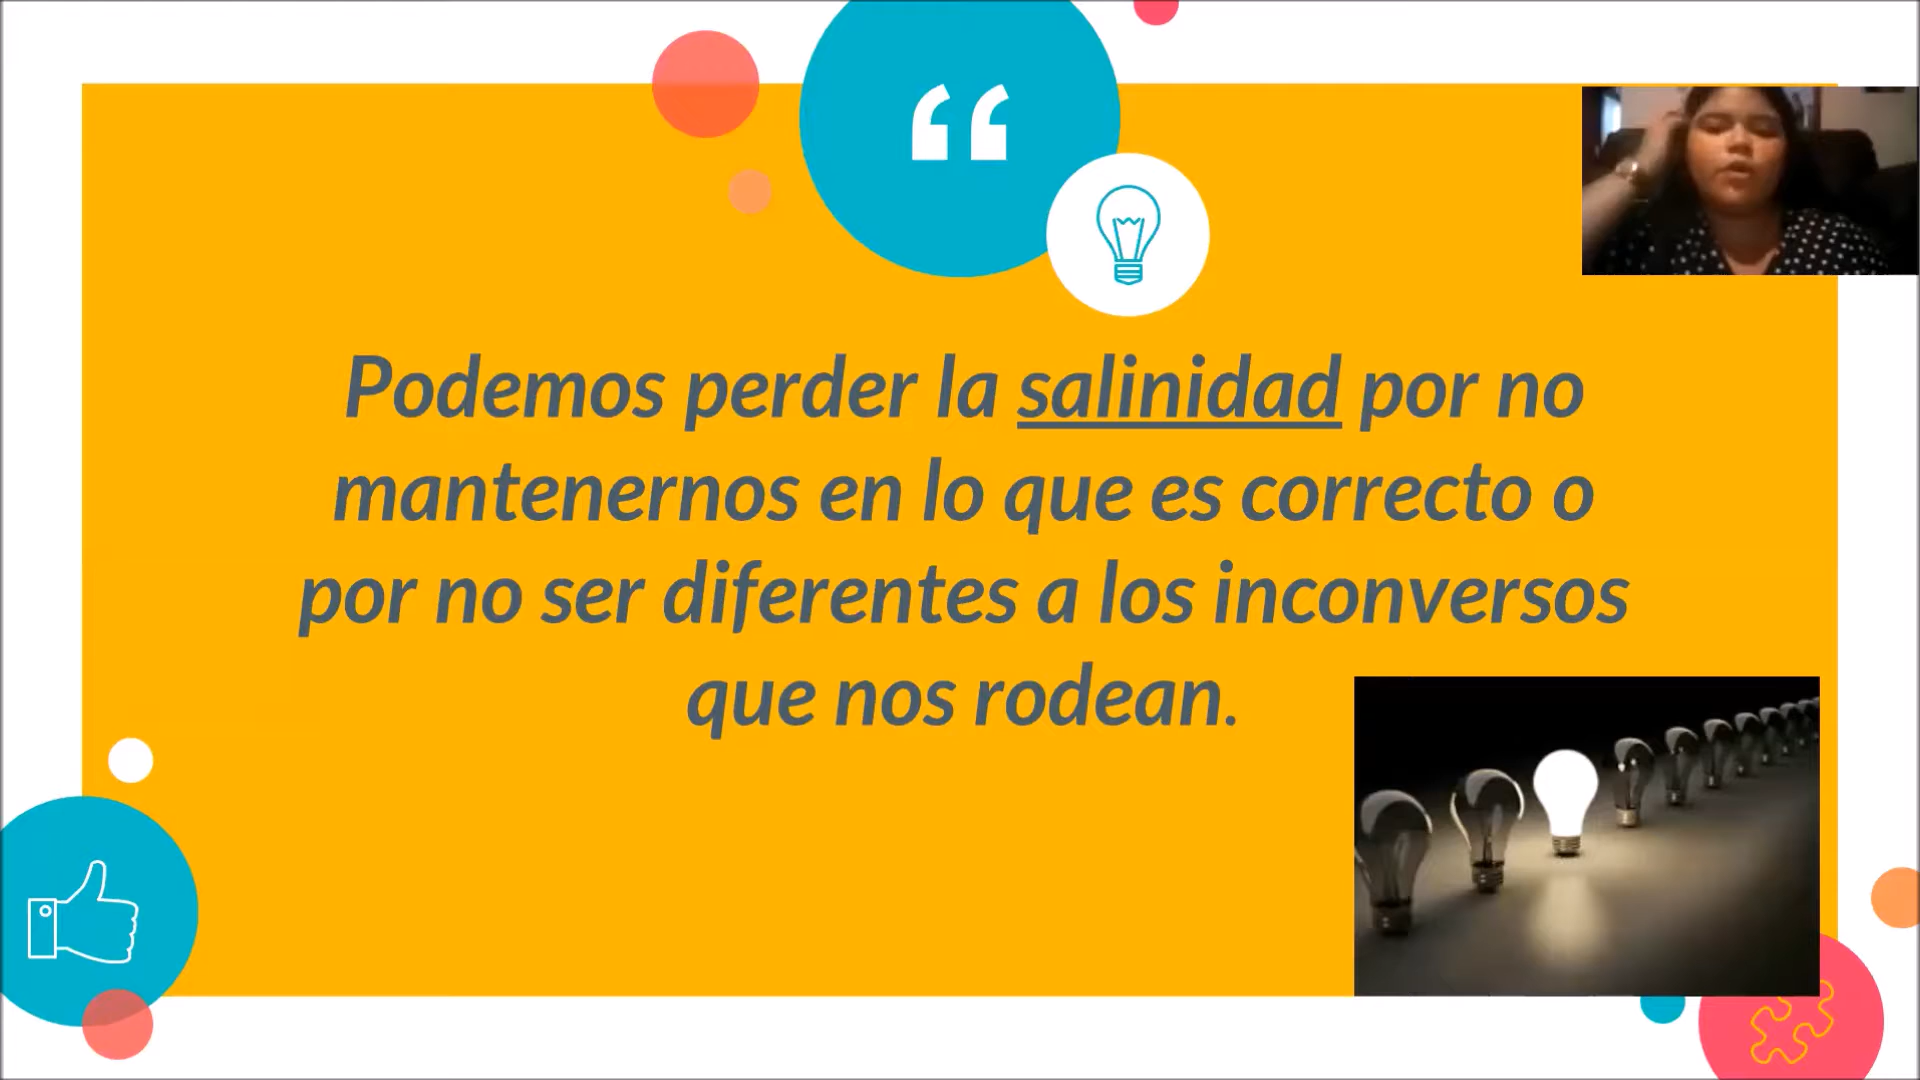 “
Podemos perder la salinidad por no
mantenernos en lo que es correcto o
por no ser diferentes a los inconversos
que nos rodean.